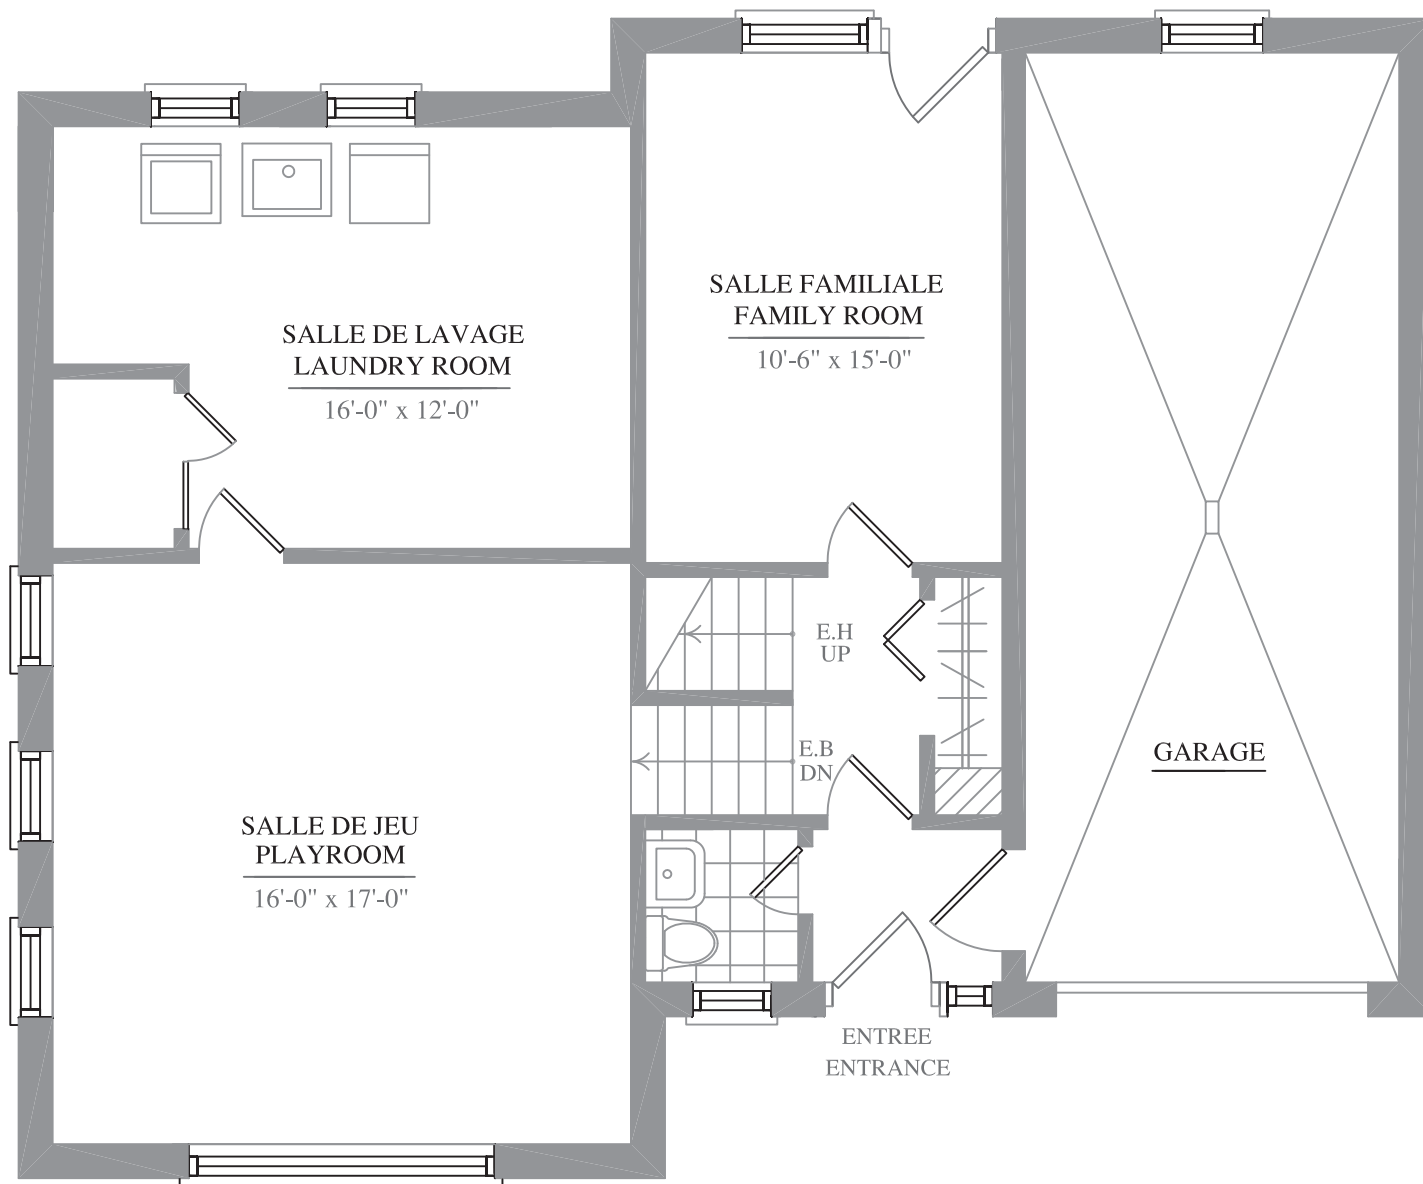 SALLE FAMILIALE
FAMILY ROOM
10'-6" x 15'-0"
SALLE DE LAVAGE
LAUNDRY ROOM
16'-0" x 12'-0"
E.H
UP
E.B
DN
GARAGE
SALLE DE JEU
PLAYROOM
16'-0" x 17'-0"
ENTREE
ENTRANCE